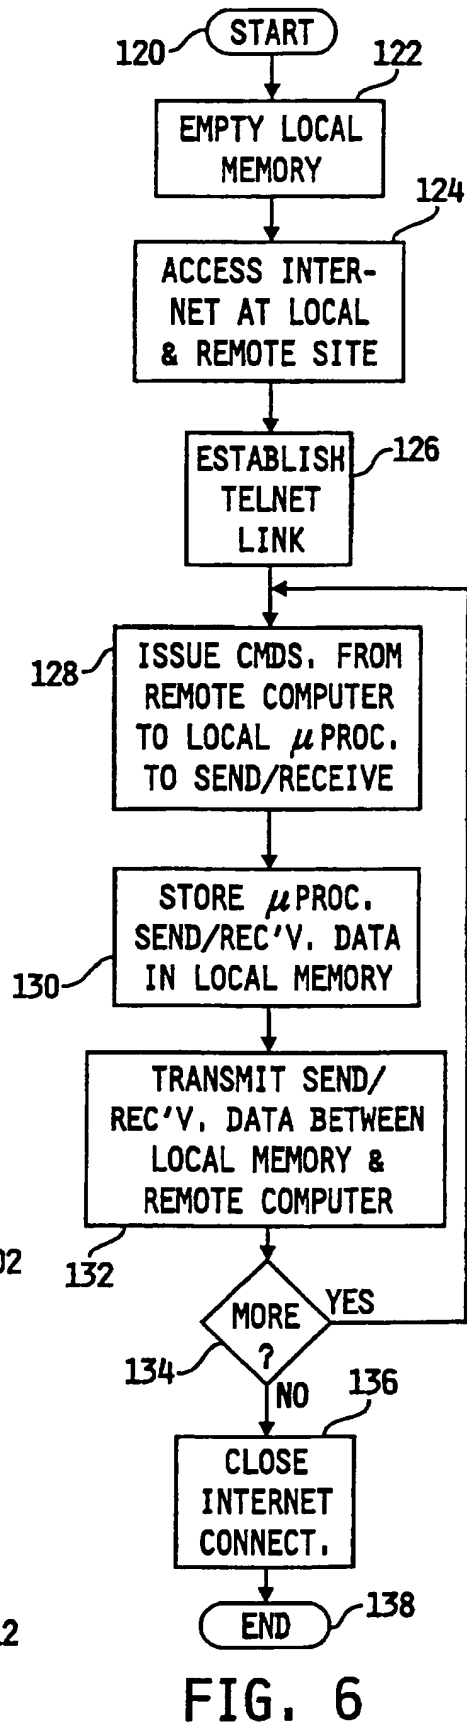 120
START
122
EMPTY LOCAL
MEMORY
124
ACCESS INTER-
NET AT LOCAL
& REMOTE SITE
126
ESTABLISH
TELNET
LINK
128
ISSUE CMDS. FROM
REMOTE COMPUTER
TO LOCAL μPROC.
TO SEND/RECEIVE
STORE μPROC.
SEND/REC'V. DATA
IN LOCAL MEMORY
130
TRANSMIT SEND/
REC'V. DATA BETWEEN
LOCAL MEMORY &
REMOTE COMPUTER
02
132
MORE
?
YES
134
NO
136
CLOSE
INTERNET
CONNECT.
138
END
12
FIG. 6